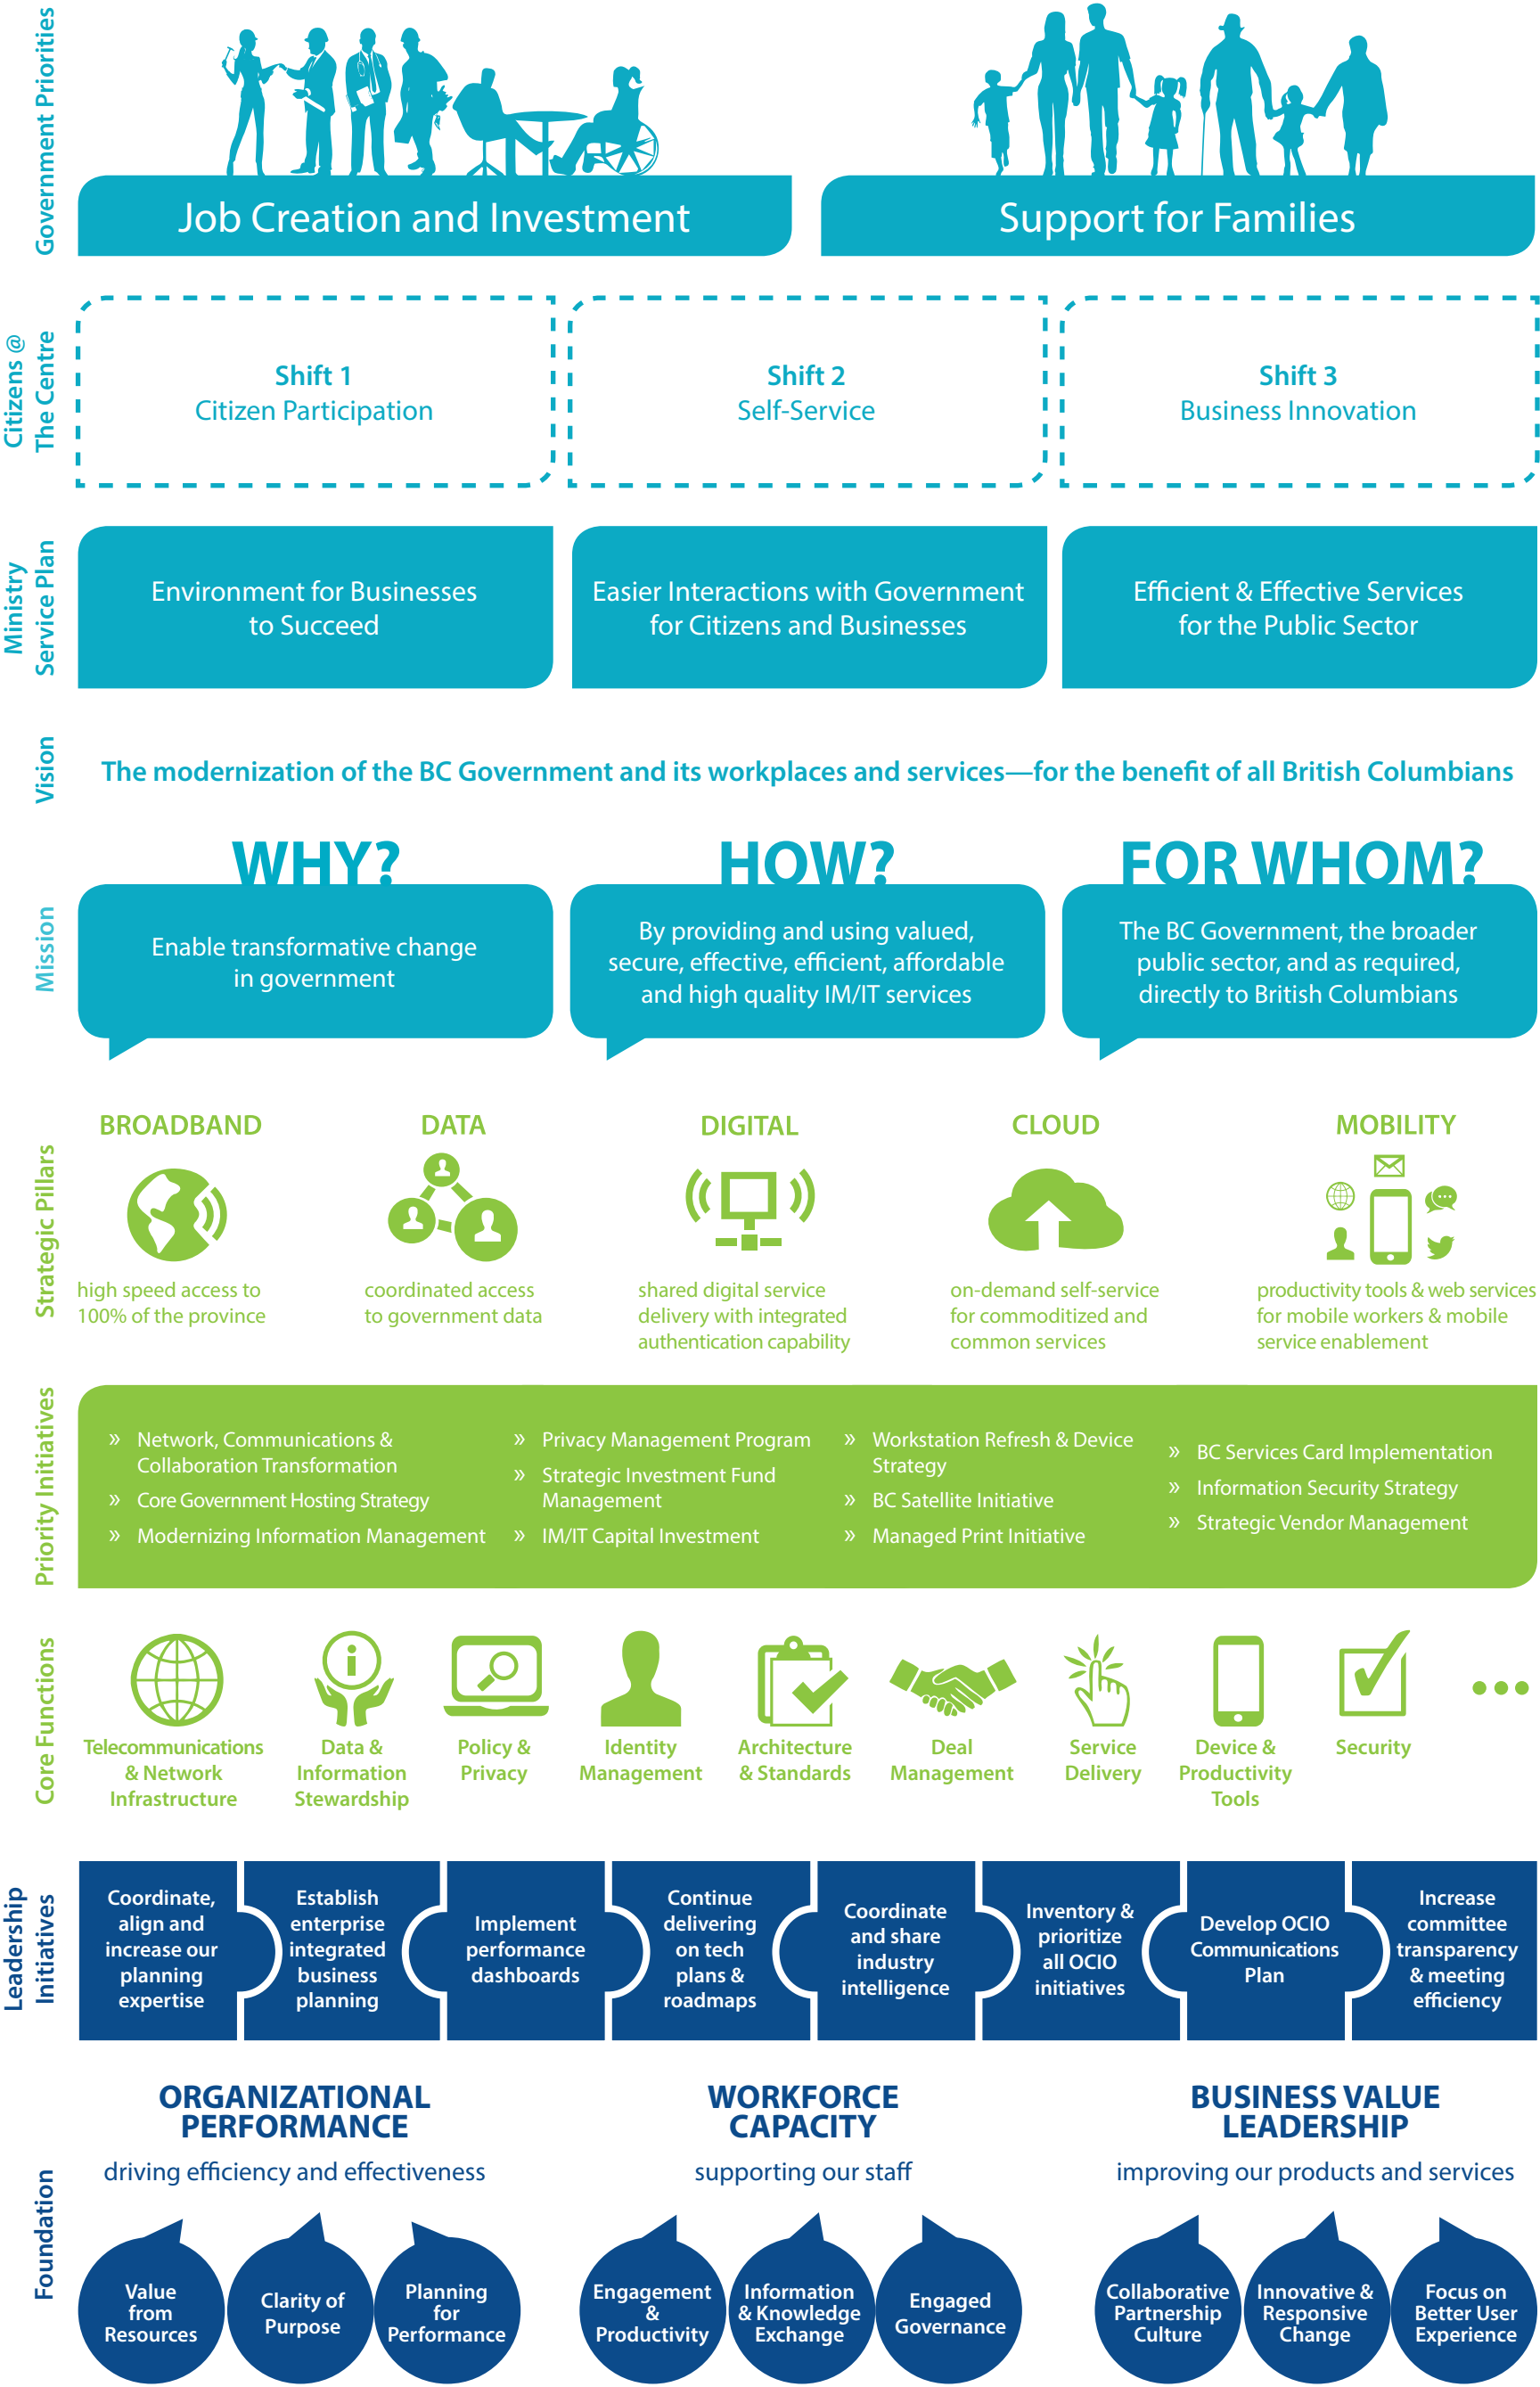 Government Priorities
Job Creation and Investment
Support for Families
Citizens @
The Centre
Shift 1
Citizen Participation
Shift 2
Self-Service
Shift 3
Business Innovation
Ministry
Service Plan
Environment for Businesses
to Succeed
Easier Interactions with Government
for Citizens and Businesses
Efficient & Effective Services
for the Public Sector
Vision
The modernization of the BC Government and its workplaces and services—for the benefit of all British Columbians
Mission
WHY?
Enable transformative change
in government
HOW?
By providing and using valued,
secure, effective, efficient, affordable
and high quality IM/IT services
FOR WHOM?
The BC Government, the broader
public sector, and as required,
directly to British Columbians
Strategic Pillars
BROADBAND
high speed access to
100% of the province
DATA
coordinated access
to government data
DIGITAL
shared digital service
delivery with integrated
authentication capability
CLOUD
on-demand self-service
for commoditized and
common services
MOBILITY
productivity tools & web services
for mobile workers & mobile
service enablement
Priority Initiatives
» Network, Communications &
Collaboration Transformation
» Core Government Hosting Strategy
» Modernizing Information Management
» Privacy Management Program
» Strategic Investment Fund
Management
» IM/IT Capital Investment
» Workstation Refresh & Device
Strategy
» BC Satellite Initiative
» Managed Print Initiative
» BC Services Card Implementation
» Information Security Strategy
» Strategic Vendor Management
Core Functions
Telecommunications
& Network
Infrastructure
Data &
Information
Stewardship
Policy &
Privacy
Identity
Management
Architecture
& Standards
Deal
Management
Service
Delivery
Device &
Productivity
Tools
Security
Leadership
Initiatives
Coordinate,
align and
increase our
planning
expertise
Establish
enterprise
integrated
business
planning
Implement
performance
dashboards
Continue
delivering
on tech
plans &
roadmaps
Coordinate
and share
industry
intelligence
Inventory &
prioritize
all OCIO
initiatives
Develop OCIO
Communications
Plan
Increase
committee
transparency
& meeting
efficiency
Foundation
ORGANIZATIONAL
PERFORMANCE
driving efficiency and effectiveness
Value
from
Resources
Clarity of
Purpose
Planning
for
Performance
WORKFORCE
CAPACITY
supporting our staff
Engagement
&
Productivity
Information
& Knowledge
Exchange
Engaged
Governance
BUSINESS VALUE
LEADERSHIP
improving our products and services
Collaborative
Partnership
Culture
Innovative &
Responsive
Change
Focus on
Better User
Experience